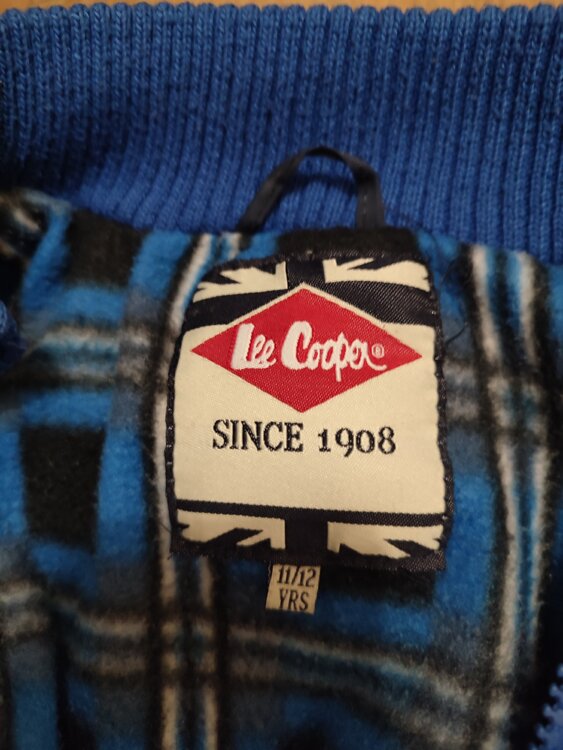 Lee Cooper®
SINCE 1908
11/12
YRS